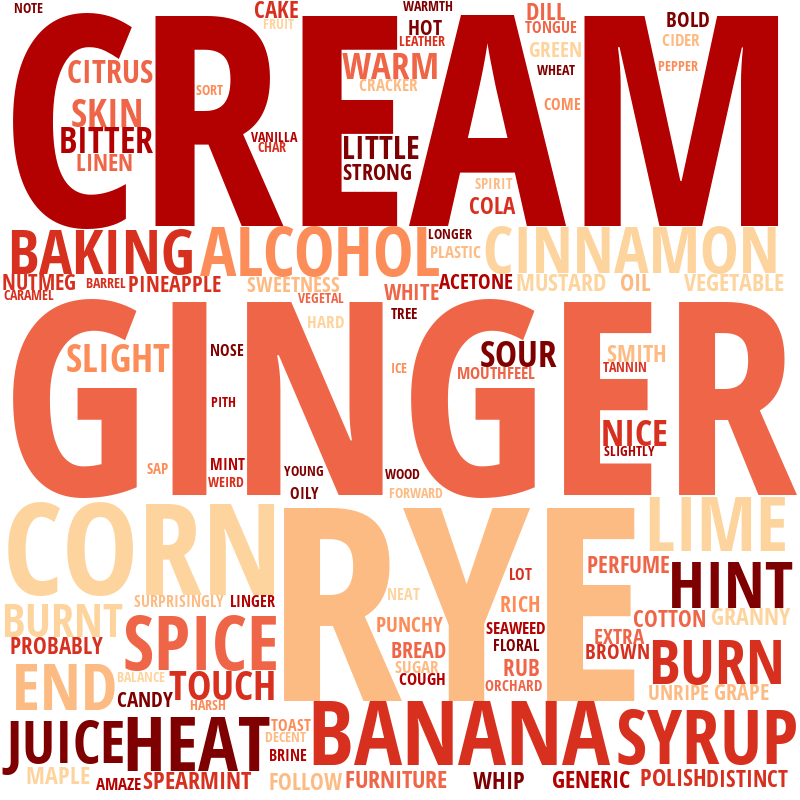 NOTE
CAKE
FRUIT
WARMTH
HOT
LEATHER
DILL
TONGUE
BOLD
GREEN
CIDER
CREAM
CITRUS
WARM
WHEAT
PEPPER
CRACKER
SORT
SKIN
COME
BITTER
VANILLA
CHAR
LITTLE
LINEN
STRONG
SPIRIT
COLA
BAKING
ALCOHOL
LONGER
PLASTIC
CINNAMON
NUTMEG
BARREL
PINEAPPLE
SWEETNESS
WHITE
ACETONE
MUSTARD
OIL
VEGETABLE
CARAMEL
VEGETAL
TREE
HARD
GINGER
SLIGHT
NOSE
SOUR
SMITH
ICE
MOUTHFEEL
TANNIN
PITH
NICE
SLIGHTLY
SAP
MINT
YOUNG
WOOD
WEIRD
OILY
FORWARD
CORN
RYE
LIME
PERFUME
HINT
LOT
NEAT
SURPRISINGLY
LINGER
RICH
BURNT
PUNCHY
COTTON
GRANNY
SEAWEED
PROBABLY
SPICE
EXTRA
FLORAL
BREAD
BROWN
BURN
SUGAR
RUB
END
BALANCE
TOUCH
COUGH
ORCHARD
UNRIPE
GRAPE
CANDY
HARSH
JUICE
HEAT
TOAST
DECENT
BANANA
SYRUP
BRINE
MAPLE
AMAZE
SPEARMINT
FOLLOW
FURNITURE
WHIP
GENERIC
POLISH
DISTINCT